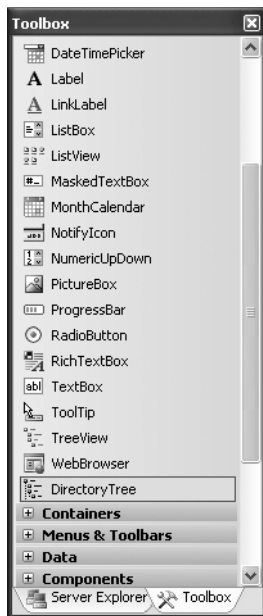 Toolbox
DateTimePicker
A Label
A LinkLabel
ListBox
ListView
#_ MaskedTextBox
MonthCalendar
NotifyIcon
NumericUpDown
PictureBox
ProgressBar
RadioButton
RichTextBox
abl TextBox
ToolTip
TreeView
WebBrowser
DirectoryTree
Containers
Menus & Toolbars
Data
Components
Server Explorer Toolbox